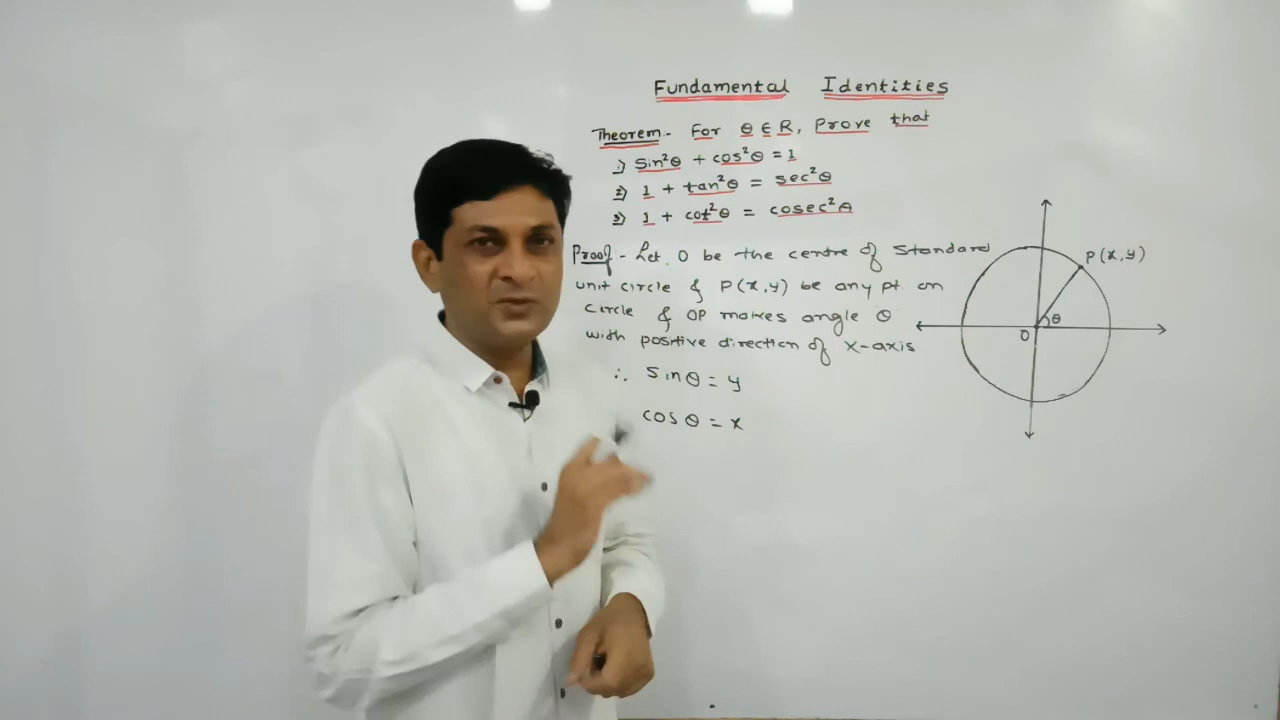 Fundamental Identities
Theorem:- For θ ∈ R, Prove that
1) sin²θ + cos²θ = 1
2) 1 + tan²θ = sec²θ
3) 1 + cot²θ = cosec²θ
Proof:- Let O be the centre of Standard
unit circle & P(x,y) be any pt. on
circle & OP makes angle θ
with positive direction of X-axis
∴ sinθ = y
cosθ = x
P(x,y)
θ
O